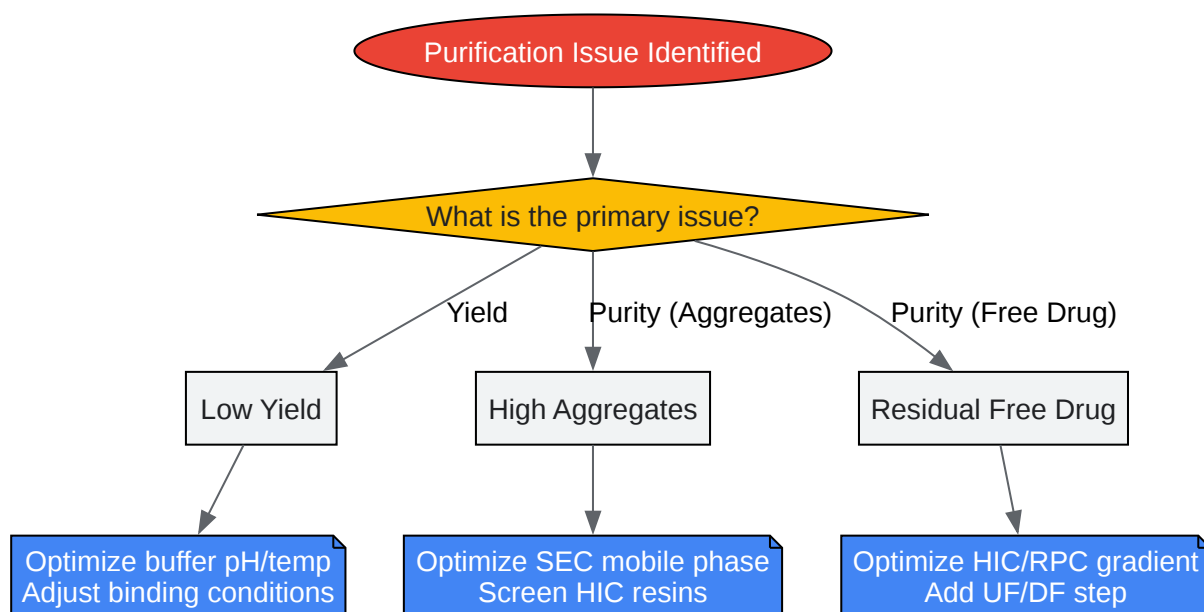 Purification Issue Identified
What is the primary issue?
Yield
Purity (Aggregates)
Purity (Free Drug)
Low Yield
High Aggregates
Residual Free Drug
Optimize buffer pH/temp
Adjust binding conditions
Optimize SEC mobile phase
Screen HIC resins
Optimize HIC/RPC gradient
Add UF/DF step